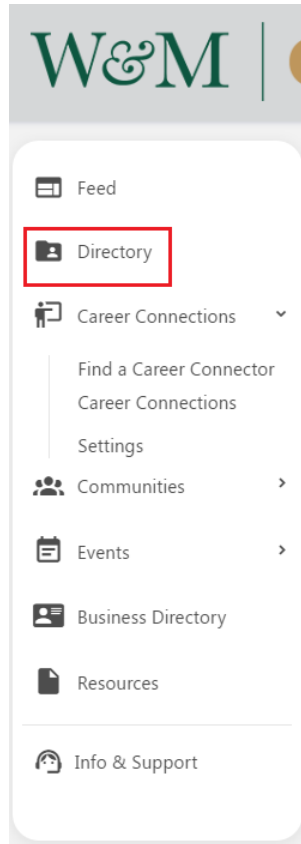 W&M
Feed
Directory
Career Connections
Find a Career Connector
Career Connections
Settings
Communities
Events
Business Directory
Resources
Info & Support